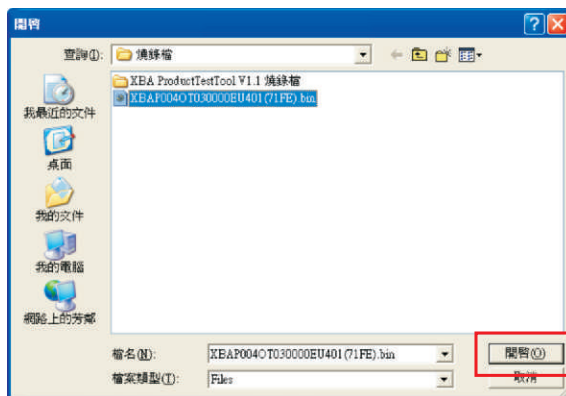 開啓
查詢(I):
燒錄檔
XBA ProductTestTool V1.1 燒錄檔
XBAP004OT030000EU401(71FE).bin
我最近的文件
桌面
我的文件
我的電腦
網路上的芳鄰
檔名(N):
XBAP004OT030000EU401(71FE).bin
開啓(O)
檔案類型(T):
Files
取消